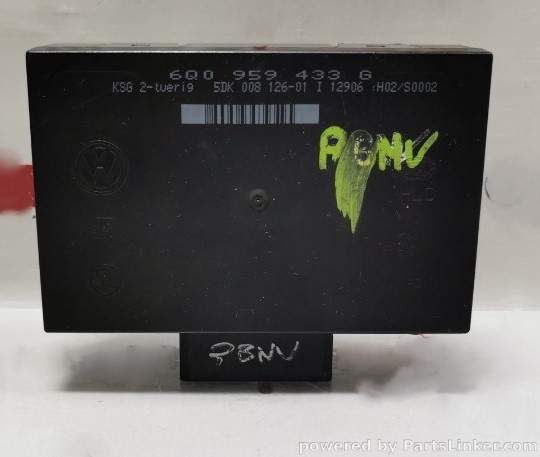 6Q0 959 433 G
KSG 2-tuerig 5DK 008 126-01 I 12906 H02/S0002
PBNV
VW
PBNV
powered by PartsLinker.com